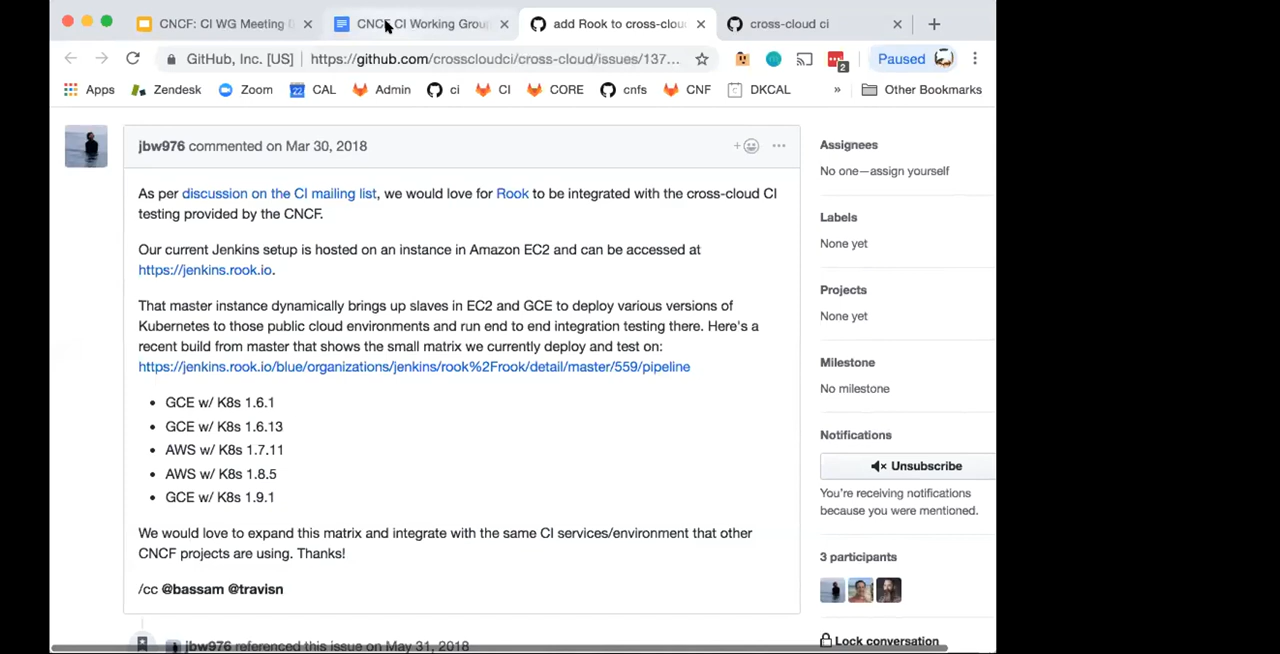 CNCF: CI WG Meeting
CNCF CI Working Group
add Rook to cross-clou
cross-cloud ci
GitHub, Inc. [US]
https://github.com/crosscloudci/cross-cloud/issues/137...
2
Paused
Apps
Zendesk
Zoom
22
CAL
Admin
ci
CI
CORE
cnfs
CNF
DKCAL
»
Other Bookmarks
jbw976 commented on Mar 30, 2018
As per discussion on the CI mailing list, we would love for Rook to be integrated with the cross-cloud CI
testing provided by the CNCF.
Our current Jenkins setup is hosted on an instance in Amazon EC2 and can be accessed at
https://jenkins.rook.io.
That master instance dynamically brings up slaves in EC2 and GCE to deploy various versions of
Kubernetes to those public cloud environments and run end to end integration testing there. Here's a
recent build from master that shows the small matrix we currently deploy and test on:
https://jenkins.rook.io/blue/organizations/jenkins/rook%2Frook/detail/master/559/pipeline
• GCE w/ K8s 1.6.1
• GCE w/ K8s 1.6.13
• AWS w/ K8s 1.7.11
• AWS w/ K8s 1.8.5
• GCE w/ K8s 1.9.1
We would love to expand this matrix and integrate with the same CI services/environment that other
CNCF projects are using. Thanks!
/cc @bassam @travisn
jbw976 referenced this issue on May 31, 2018
Assignees
No one—assign yourself
Labels
None yet
Projects
None yet
Milestone
No milestone
Notifications
Unsubscribe
You're receiving notifications
because you were mentioned.
3 participants
Lock conversation